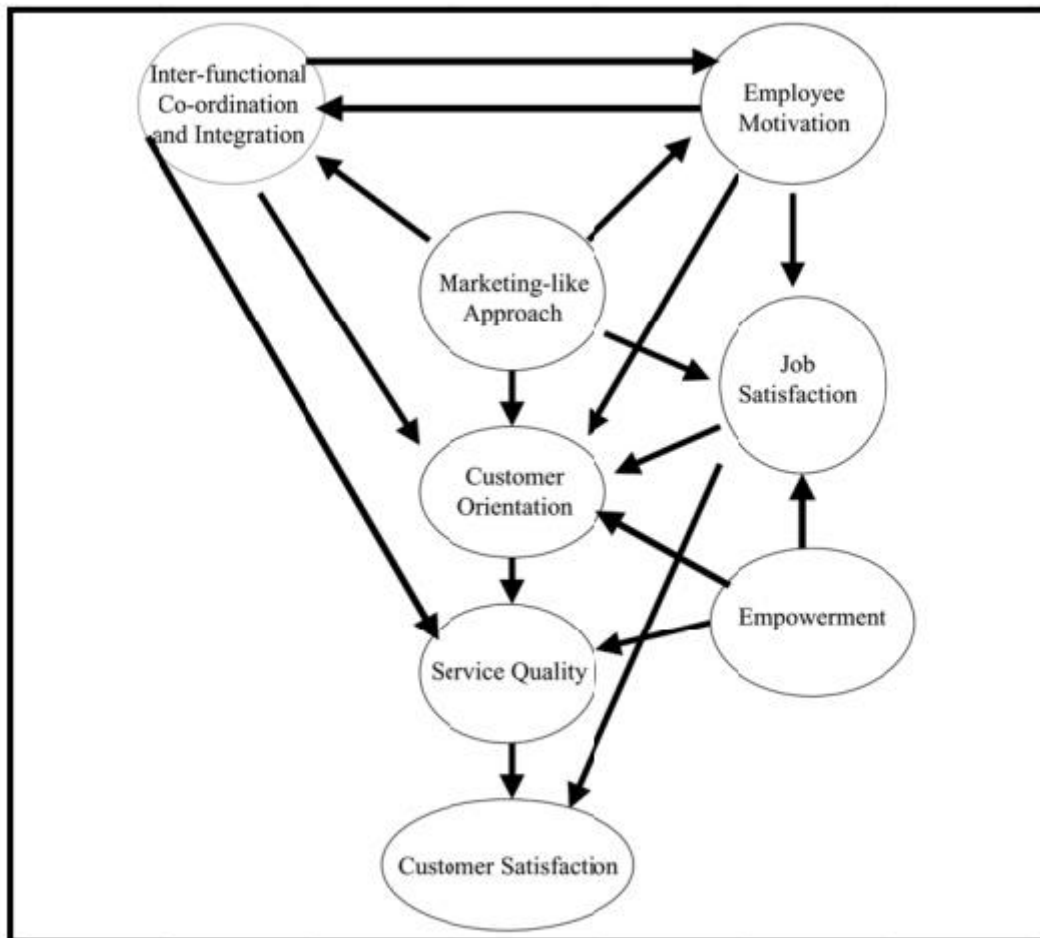 Inter-functional
Co-ordination
and Integration
Employee
Motivation
Marketing-like
Approach
Job
Satisfaction
Customer
Orientation
Empowerment
Service Quality
Customer Satisfaction